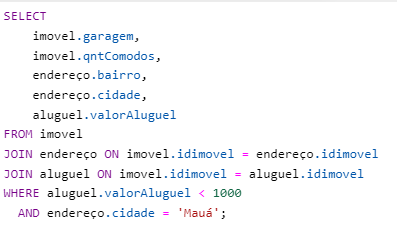 SELECT
imovel.garagem,
imovel.qntComodos,
endereço.bairro,
endereço.cidade,
aluguel.valorAluguel
FROM imovel
JOIN endereço ON imovel.idimovel = endereço.idimovel
JOIN aluguel ON imovel.idimovel = aluguel.idimovel
WHERE aluguel.valorAluguel < 1000
AND endereço.cidade = 'Mauá';